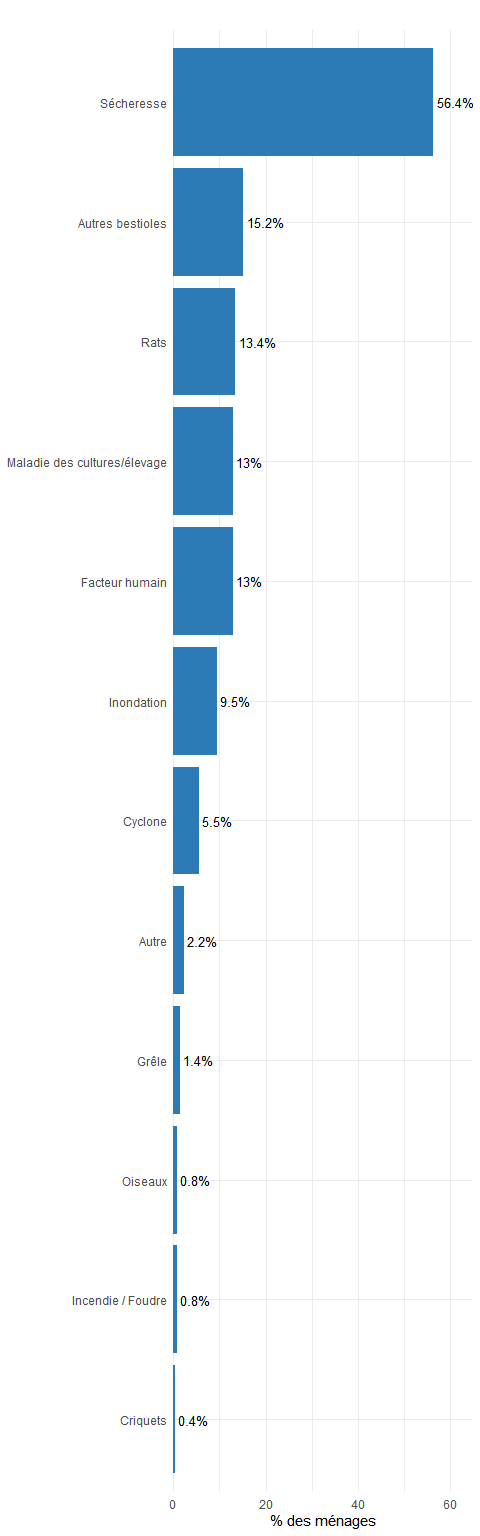 Sécheresse 56.4%
Autres bestioles 15.2%
Rats 13.4%
Maladie des cultures/élevage 13%
Facteur humain 13%
Inondation 9.5%
Cyclone 5.5%
Autre 2.2%
Grêle 1.4%
Oiseaux 0.8%
Incendie / Foudre 0.8%
Criquets 0.4%
0 20 40 60
% des ménages